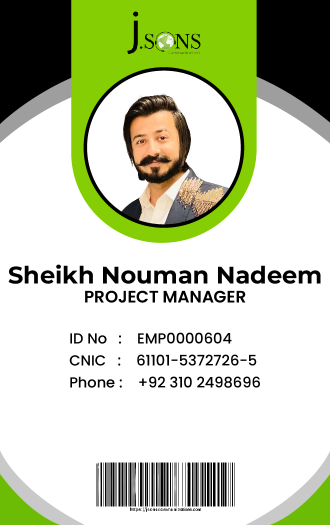 j.SONS
Sheikh Nouman Nadeem
PROJECT MANAGER
ID No : EMP0000604
CNIC : 61101-5372726-5
Phone : +92 310 2498696